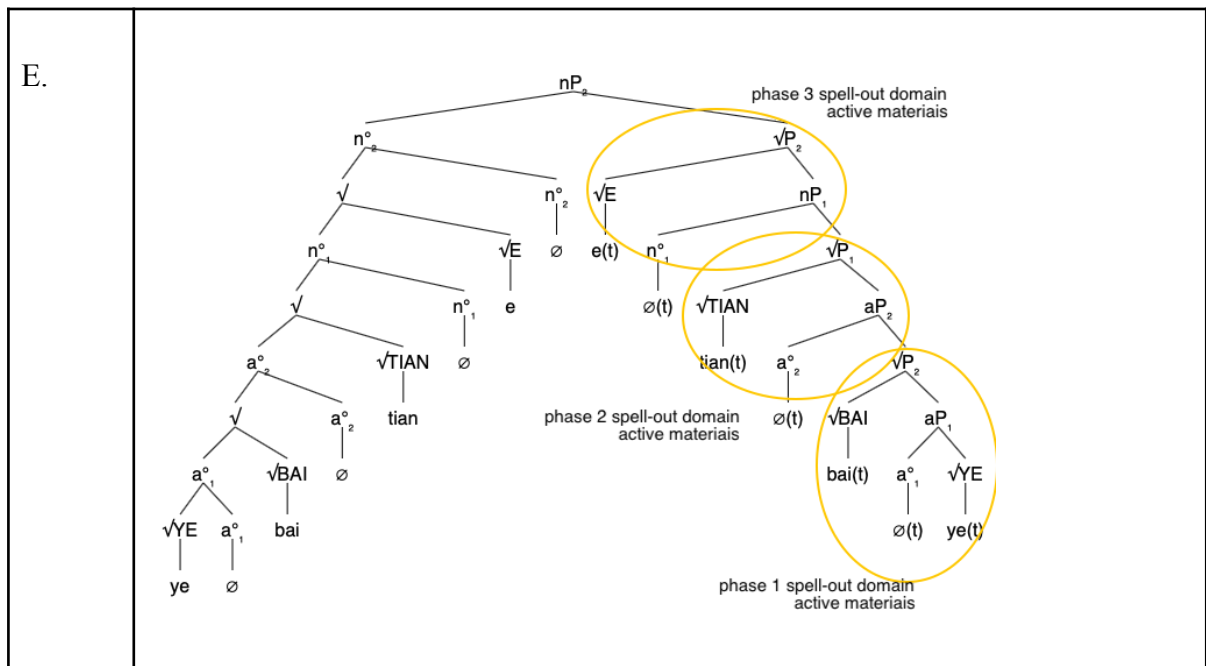 E.
nP₂
phase 3 spell-out domain
active materiais
n°₂ √P₂
√ n°₂ √E nP₁
n°₁ √E ∅ e(t) n°₁ √P₁
√ n°₁ e ∅(t) √TIAN aP₂
a°₂ √TIAN ∅ tian(t) a°₂ √P₂
√ a°₂ tian phase 2 spell-out domain ∅(t) √BAI aP₁
active materiais
a°₁ √BAI ∅ bai(t) a°₁ √YE
√YE a°₁ bai ∅(t) ye(t)
ye ∅ phase 1 spell-out domain
active materiais